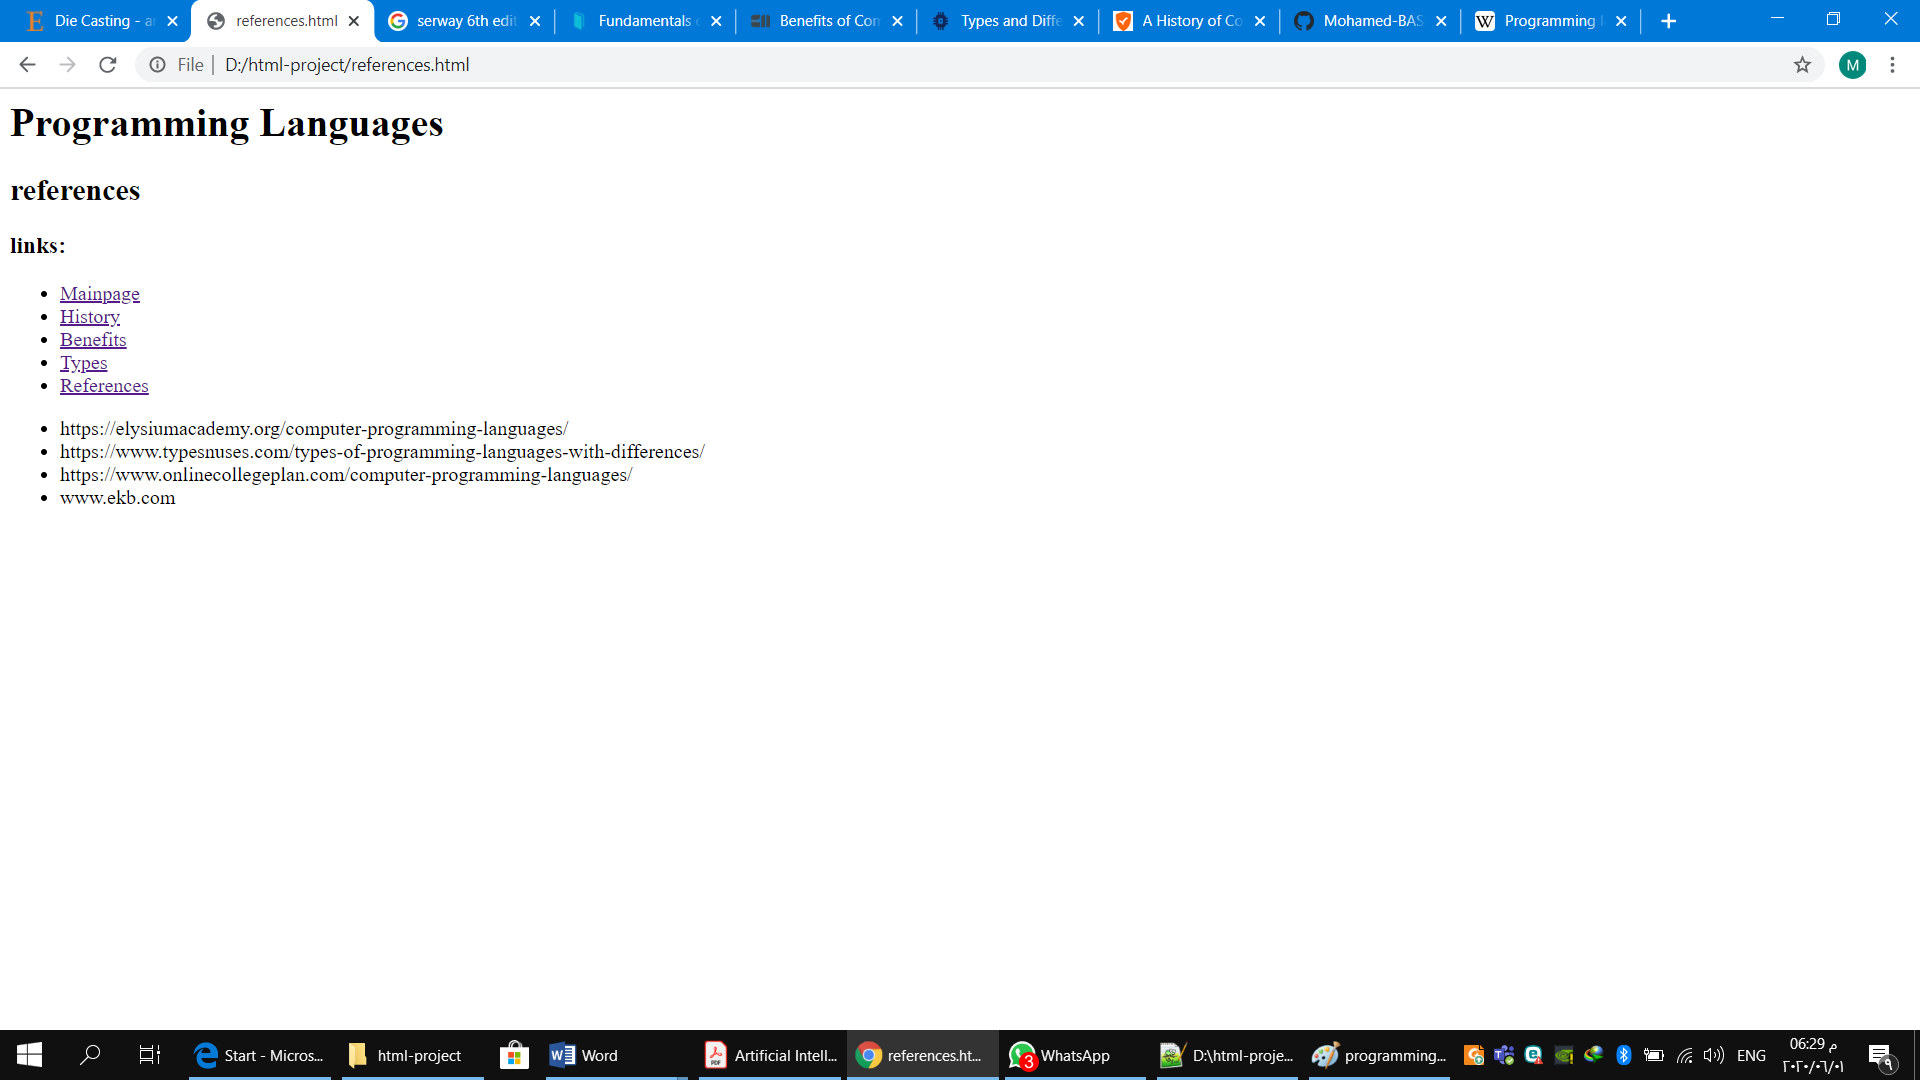 Die Casting - a
references.html
serway 6th edit
Fundamentals
Benefits of Com
Types and Diffe
A History of Co
Mohamed-BAS
Programming
File
D:/html-project/references.html
M
Programming Languages
references
links:
Mainpage
History
Benefits
Types
References
https://elysiumacademy.org/computer-programming-languages/
https://www.typesnuses.com/types-of-programming-languages-with-differences/
https://www.onlinecollegeplan.com/computer-programming-languages/
www.ekb.com
Start - Micros...
html-project
Word
Artificial Intell...
references.ht...
3
WhatsApp
D:\html-proje...
programming...
ENG
06:29 م
٢٠٢٠/٠٦/٠١
٩